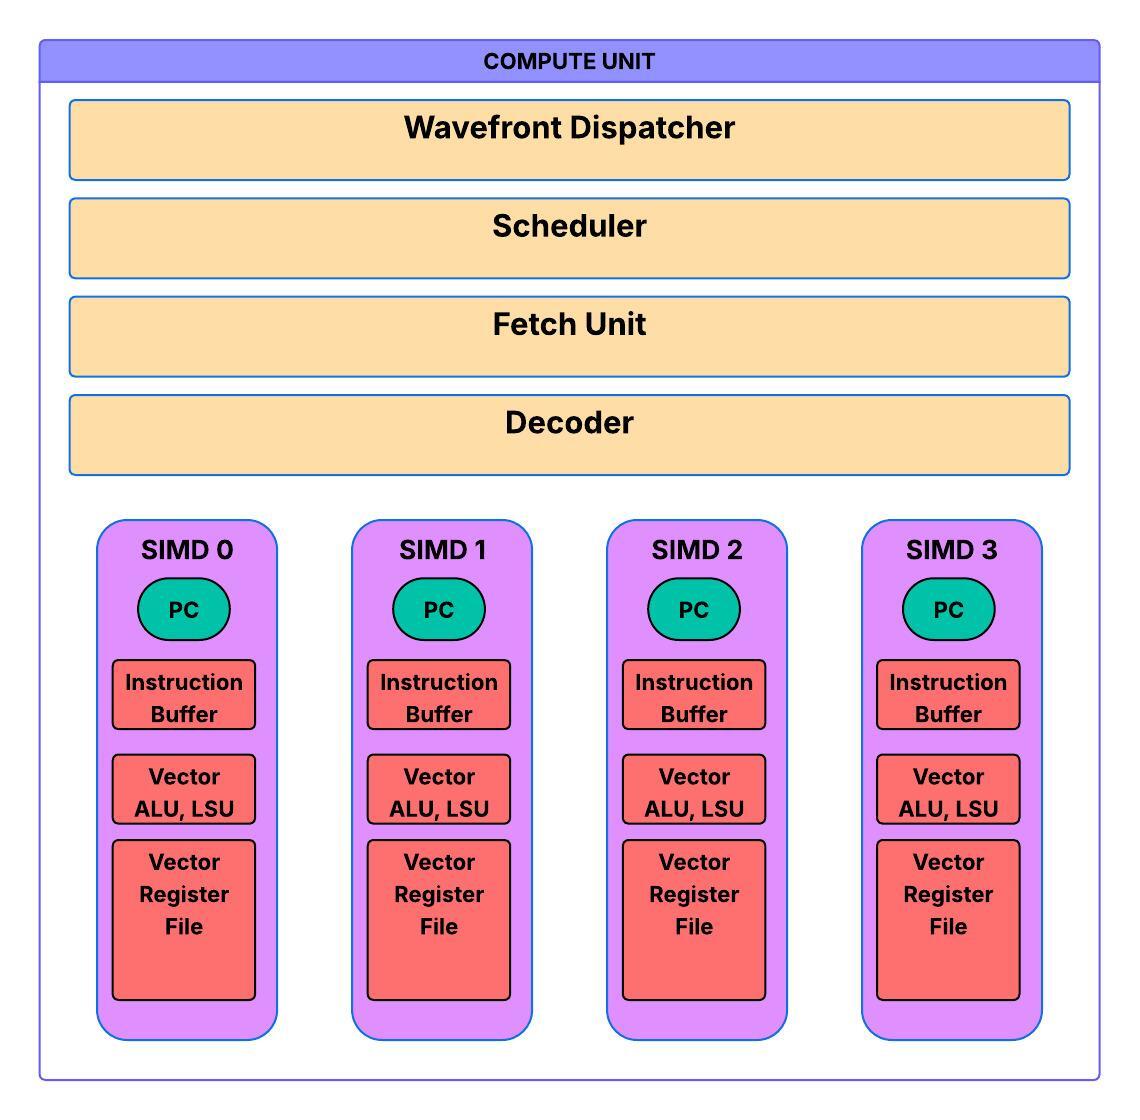 COMPUTE UNIT
Wavefront Dispatcher
Scheduler
Fetch Unit
Decoder
SIMD 0
PC
Instruction
Buffer
Vector
ALU, LSU
Vector
Register
File
SIMD 1
PC
Instruction
Buffer
Vector
ALU, LSU
Vector
Register
File
SIMD 2
PC
Instruction
Buffer
Vector
ALU, LSU
Vector
Register
File
SIMD 3
PC
Instruction
Buffer
Vector
ALU, LSU
Vector
Register
File